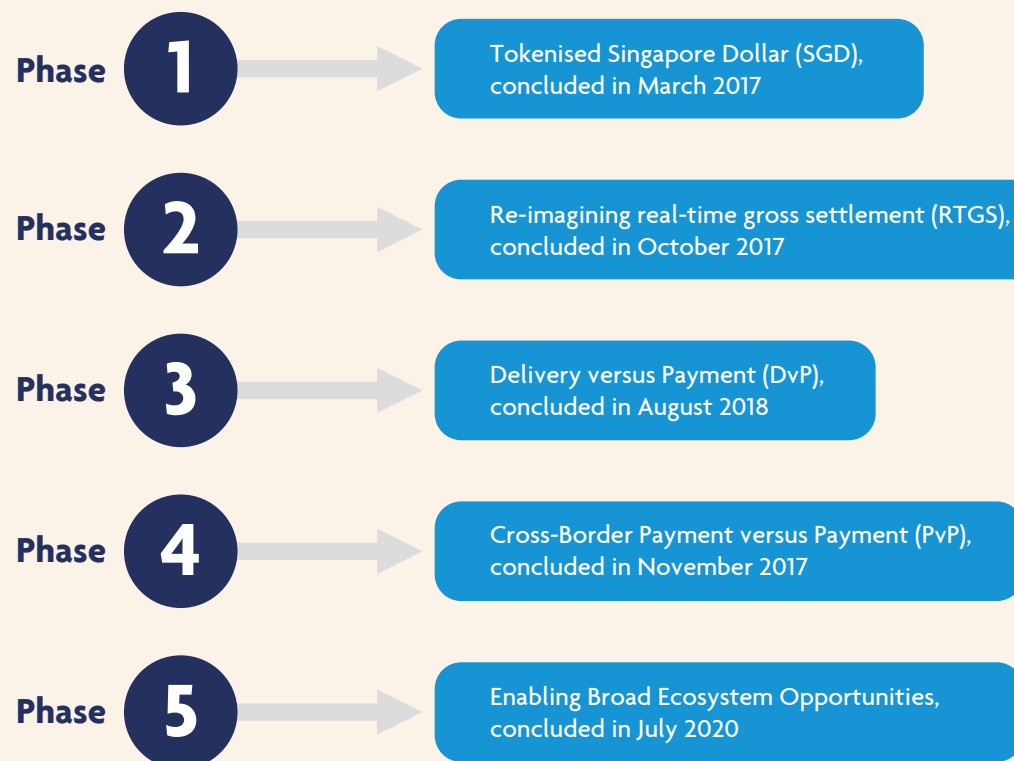 Phase 1
Tokenised Singapore Dollar (SGD),
concluded in March 2017
Phase 2
Re-imagining real-time gross settlement (RTGS),
concluded in October 2017
Phase 3
Delivery versus Payment (DvP),
concluded in August 2018
Phase 4
Cross-Border Payment versus Payment (PvP),
concluded in November 2017
Phase 5
Enabling Broad Ecosystem Opportunities,
concluded in July 2020